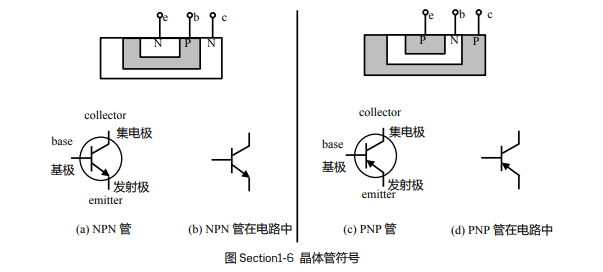 e b c
N P N
collector
集电极
base
基极
发射极
emitter
(a) NPN 管
(b) NPN 管在电路中
e b c
P N P
collector
集电极
base
基极
发射极
emitter
(c) PNP 管
(d) PNP 管在电路中
图 Section1-6 晶体管符号